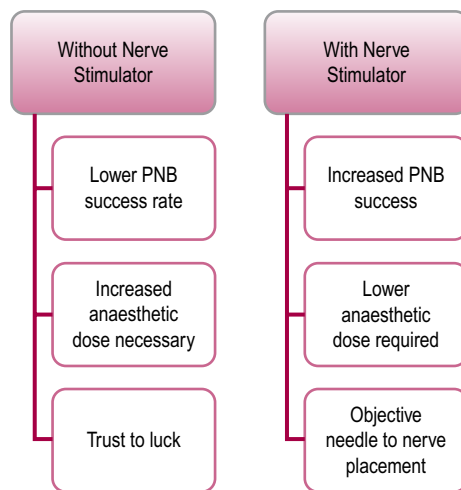 Without Nerve
Stimulator
Lower PNB
success rate
Increased
anaesthetic
dose necessary
Trust to luck
With Nerve
Stimulator
Increased PNB
success
Lower
anaesthetic
dose required
Objective
needle to nerve
placement